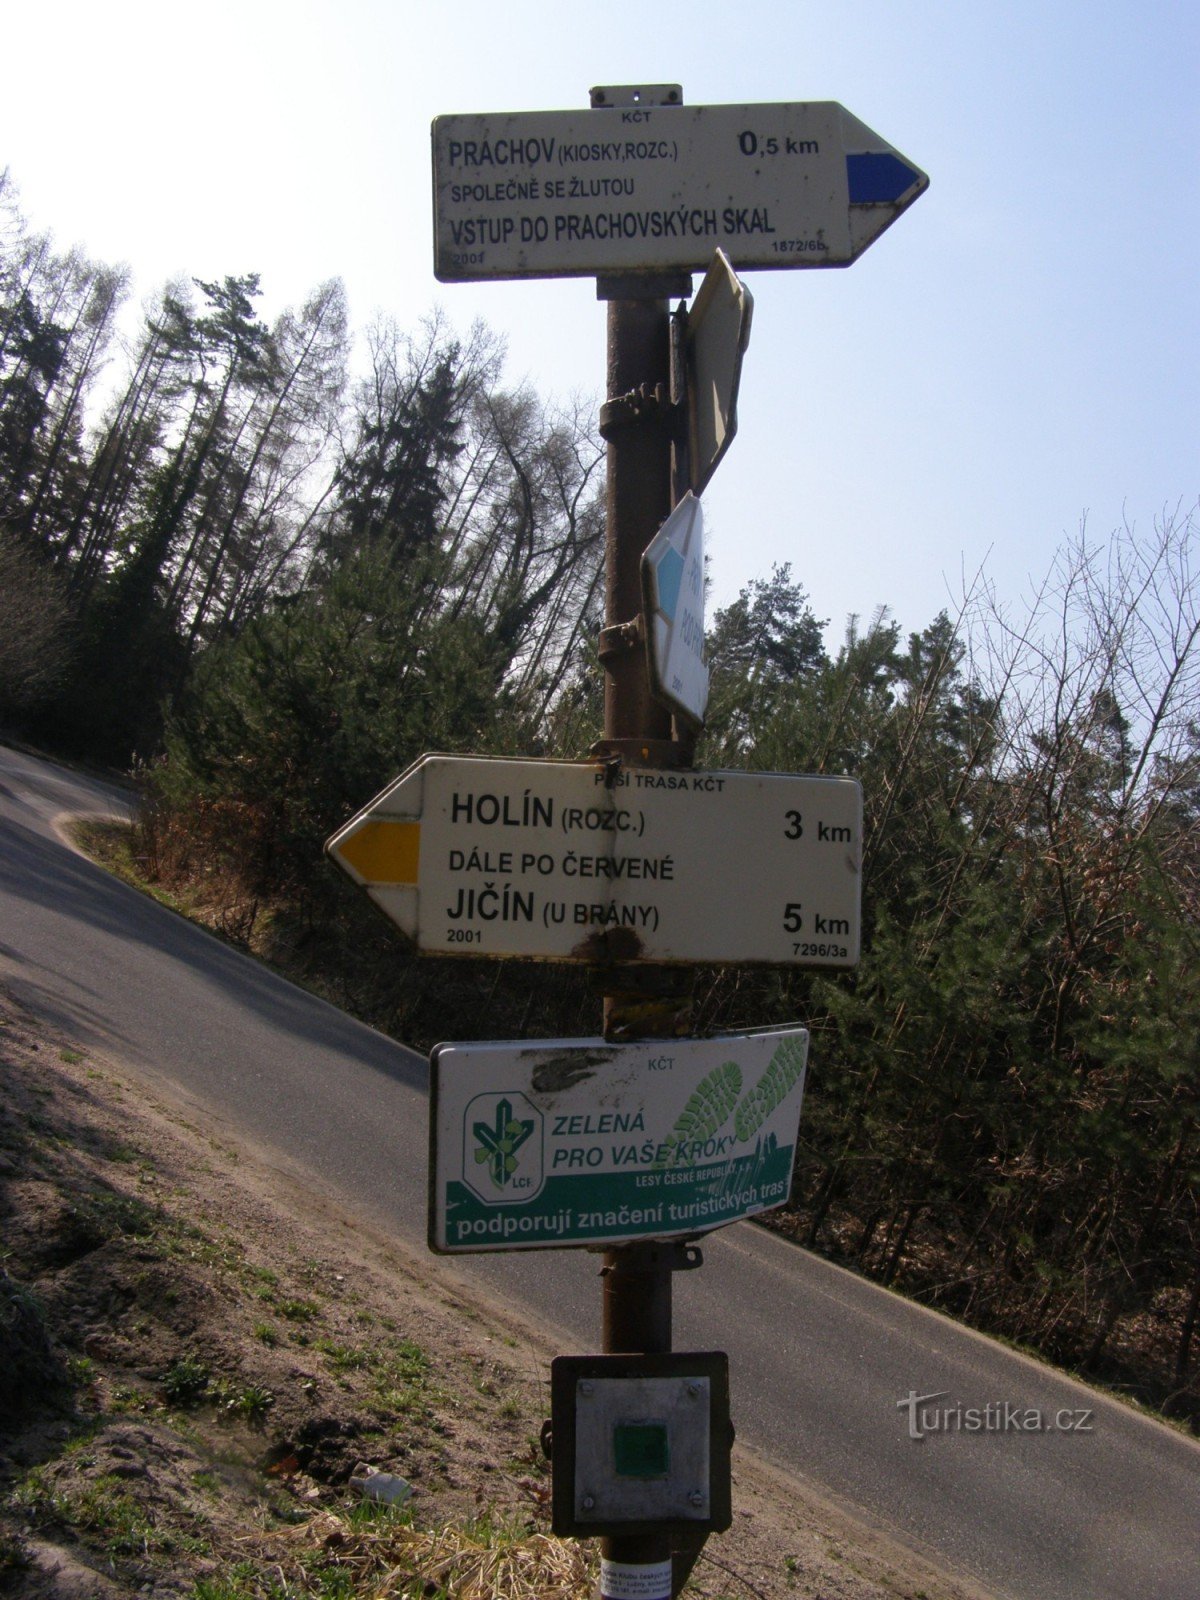 KČT
PRACHOV (KIOSKY,ROZC.) 0,5 km
SPOLEČNĚ SE ŽLUTOU
VSTUP DO PRACHOVSKÝCH SKAL
2001 1872/6b
2001
PĚŠÍ TRASA KČT
HOLÍN (ROZC.) 3 km
DÁLE PO ČERVENÉ
JIČÍN (U BRÁNY) 5 km
2001 7296/3a
KČT
ZELENÁ
PRO VAŠE KROKY
LESY ČESKÉ REPUBLIKY
LČR
podporují značení turistických tras
Turistika.cz